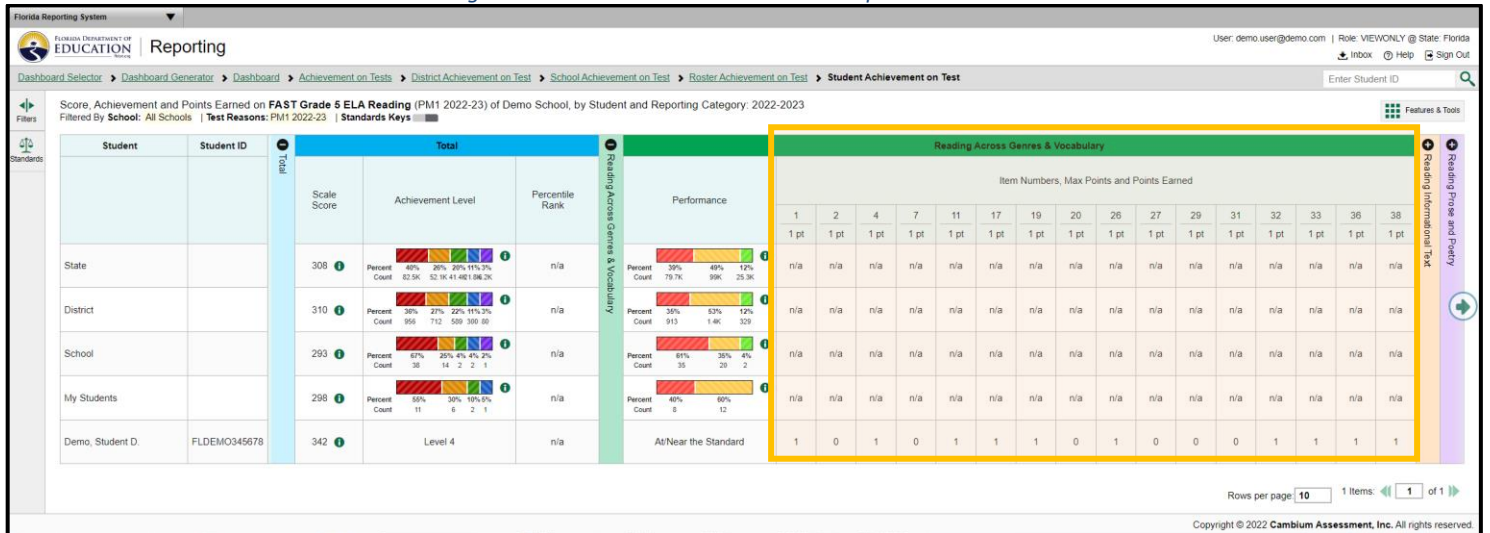 Florida Reporting System
FLORIDA DEPARTMENT OF
EDUCATION
Reporting
User: demo.user@demo.com | Role: VIEWONLY @ State: Florida
Inbox Help Sign Out
Dashboard Selector > Dashboard Generator > Dashboard > Achievement on Tests > District Achievement on Test > School Achievement on Test > Roster Achievement on Test > Student Achievement on Test
Enter Student ID
Filters
Score, Achievement and Points Earned on FAST Grade 5 ELA Reading (PM1 2022-23) of Demo School, by Student and Reporting Category: 2022-2023
Filtered By School: All Schools | Test Reasons: PM1 2022-23 | Standards Keys
Features & Tools
Standards
Student Student ID Total Total Reading Across Genres & Vocabulary Reading Across Genres & Vocabulary Reading Informational Text Reading Prose and Poetry
Scale Score Achievement Level Percentile Rank Performance
Item Numbers, Max Points and Points Earned
1 2 4 7 11 17 19 20 26 27 29 31 32 33 36 38
1 pt 1 pt 1 pt 1 pt 1 pt 1 pt 1 pt 1 pt 1 pt 1 pt 1 pt 1 pt 1 pt 1 pt 1 pt 1 pt
State 308 n/a n/a n/a n/a n/a n/a n/a n/a n/a n/a n/a n/a n/a n/a n/a n/a n/a
Percent 40% 26% 20% 11% 3% Percent 39% 49% 12%
Count 82.5K 52.1K Count 79.7K 99K 25.3K
District 310 n/a n/a n/a n/a n/a n/a n/a n/a n/a n/a n/a n/a n/a n/a n/a n/a n/a
Percent 36% 27% 22% 11% 3% Percent 35% 53% 12%
Count 956 712 589 300 80 Count 913 1.4K 329
School 293 n/a n/a n/a n/a n/a n/a n/a n/a n/a n/a n/a n/a n/a n/a n/a n/a n/a
Percent 67% 25% 4% 4% 2% Percent 61% 35% 4%
Count 38 14 2 2 1 Count 35 20 2
My Students 298 n/a n/a n/a n/a n/a n/a n/a n/a n/a n/a n/a n/a n/a n/a n/a n/a n/a
Percent 55% 30% 10% 5% Percent 40% 60%
Count 11 6 2 1 Count 8 12
Demo, Student D. FLDEMO345678 342 Level 4 n/a At/Near the Standard 1 0 1 0 1 1 1 0 1 0 0 0 1 1 1 1
Rows per page: 10 1 Items: 1 of 1
Copyright © 2022 Cambium Assessment, Inc. All rights reserved.